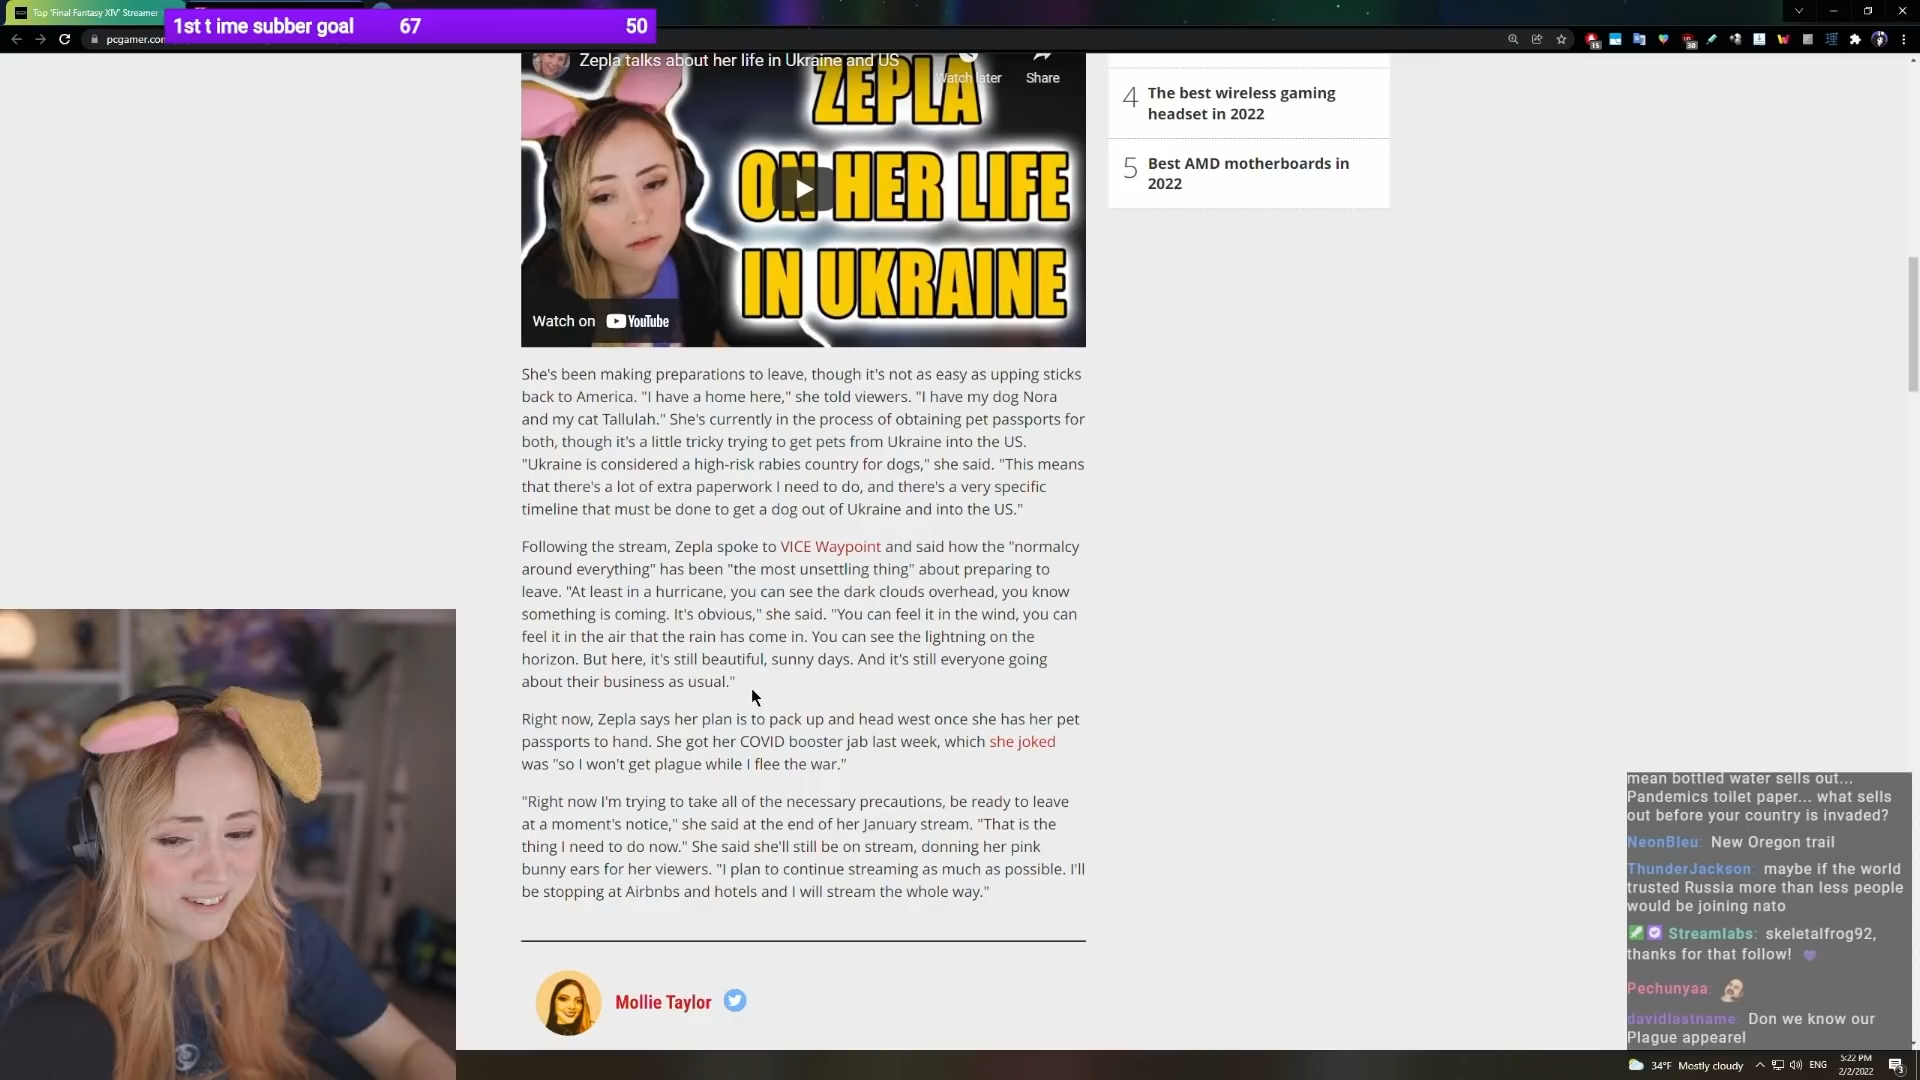 Top 'Final Fantasy XIV' Streamer
1st t ime subber goal 67 50
pcgamer.com
Zepla talks about her life in Ukraine and US
Watch later
Share
ZEPLA
ON HER LIFE
IN UKRAINE
Watch on YouTube
4 The best wireless gaming
headset in 2022
5 Best AMD motherboards in
2022
She's been making preparations to leave, though it's not as easy as upping sticks
back to America. "I have a home here," she told viewers. "I have my dog Nora
and my cat Tallulah." She's currently in the process of obtaining pet passports for
both, though it's a little tricky trying to get pets from Ukraine into the US.
"Ukraine is considered a high-risk rabies country for dogs," she said. "This means
that there's a lot of extra paperwork I need to do, and there's a very specific
timeline that must be done to get a dog out of Ukraine and into the US."
Following the stream, Zepla spoke to VICE Waypoint and said how the "normalcy
around everything" has been "the most unsettling thing" about preparing to
leave. "At least in a hurricane, you can see the dark clouds overhead, you know
something is coming. It's obvious," she said. "You can feel it in the wind, you can
feel it in the air that the rain has come in. You can see the lightning on the
horizon. But here, it's still beautiful, sunny days. And it's still everyone going
about their business as usual."
Right now, Zepla says her plan is to pack up and head west once she has her pet
passports to hand. She got her COVID booster jab last week, which she joked
was "so I won't get plague while I flee the war."
"Right now I'm trying to take all of the necessary precautions, be ready to leave
at a moment's notice," she said at the end of her January stream. "That is the
thing I need to do now." She said she'll still be on stream, donning her pink
bunny ears for her viewers. "I plan to continue streaming as much as possible. I'll
be stopping at Airbnbs and hotels and I will stream the whole way."
Mollie Taylor
mean bottled water sells out...
Pandemics toilet paper... what sells
out before your country is invaded?
NeonBleu: New Oregon trail
ThunderJackson: maybe if the world
trusted Russia more than less people
would be joining nato
Streamlabs: skeletalfrog92,
thanks for that follow!
Pechunyaa:
davidlastname: Don we know our
Plague appearel
34°F Mostly cloudy
ENG
5:22 PM
2/2/2022